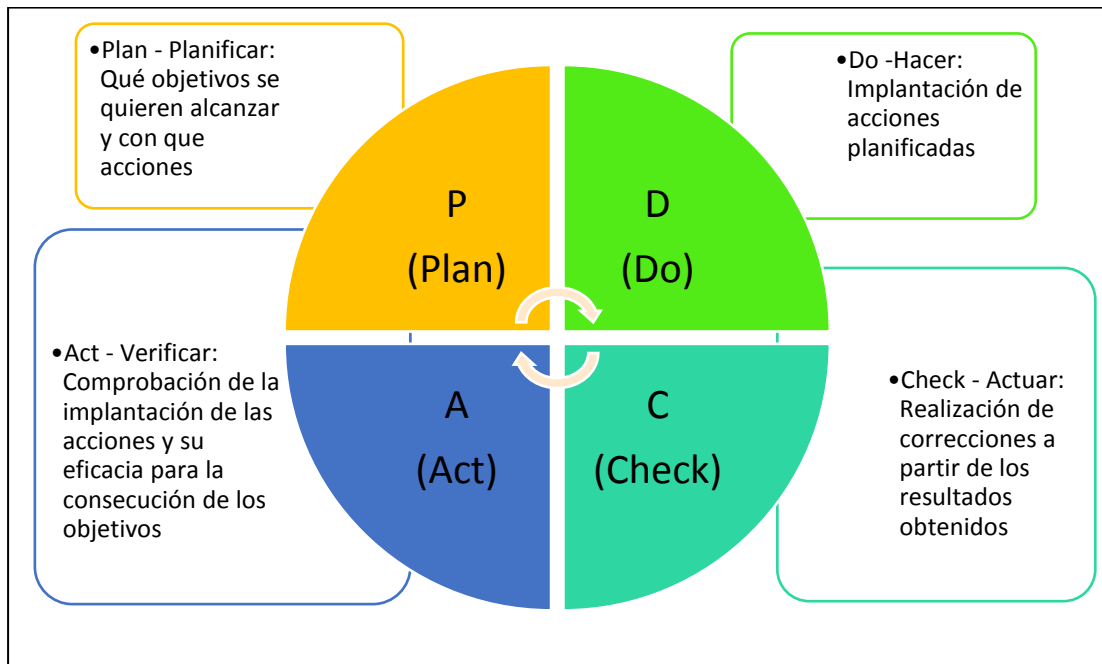 •Plan - Planificar:
Qué objetivos se
quieren alcanzar
y con que
acciones
•Do -Hacer:
Implantación de
acciones
planificadas
P
(Plan)
D
(Do)
•Act - Verificar:
Comprobación de la
implantación de las
acciones y su
eficacia para la
consecución de los
objetivos
A
(Act)
C
(Check)
•Check - Actuar:
Realización de
correcciones a
partir de los
resultados
obtenidos